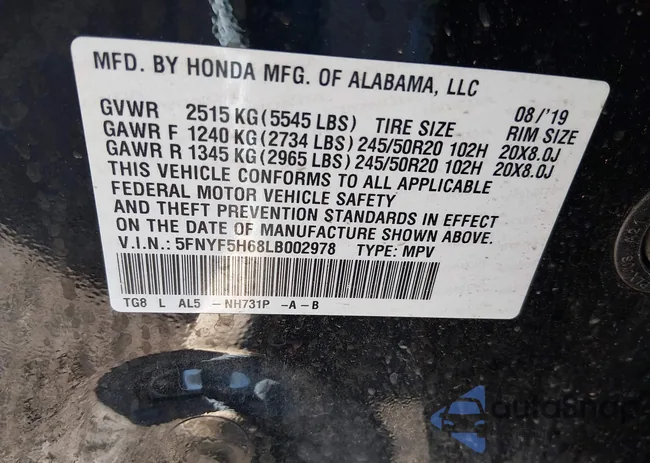 MFD. BY HONDA MFG. OF ALABAMA, LLC
GVWR 2515 KG (5545 LBS) TIRE SIZE 08/'19 RIM SIZE
GAWR F 1240 KG (2734 LBS) 245/50R20 102H 20X8.0J
GAWR R 1345 KG (2965 LBS) 245/50R20 102H 20X8.0J
THIS VEHICLE CONFORMS TO ALL APPLICABLE
FEDERAL MOTOR VEHICLE SAFETY
AND THEFT PREVENTION STANDARDS IN EFFECT
ON THE DATE OF MANUFACTURE SHOWN ABOVE.
V.I.N.: 5FNYF5H68LB002978 TYPE: MPV
TG8 L AL5 -NH731P -A-B
autoSnap